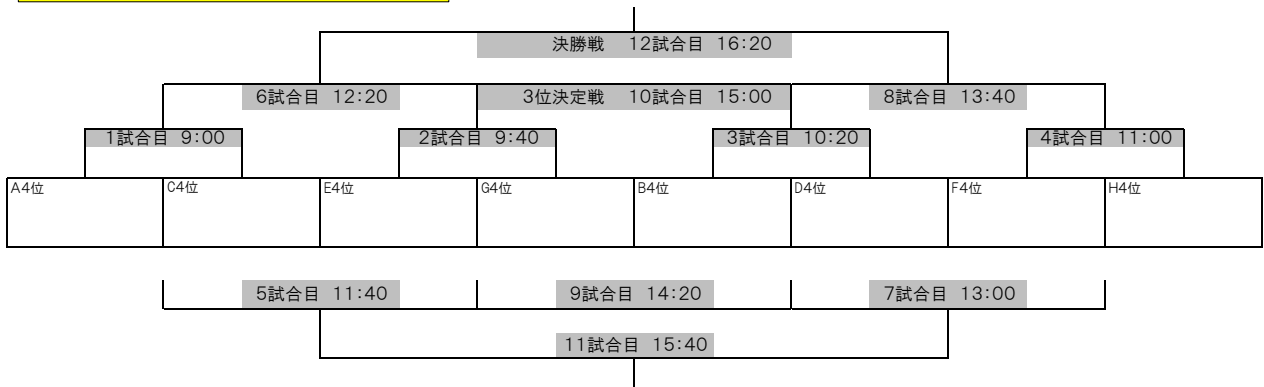 決勝戦　12試合目 16:20
6試合目 12:20
3位決定戦　10試合目 15:00
8試合目 13:40
1試合目 9:00
2試合目 9:40
3試合目 10:20
4試合目 11:00
A4位
C4位
E4位
G4位
B4位
D4位
F4位
H4位
5試合目 11:40
9試合目 14:20
7試合目 13:00
11試合目 15:40